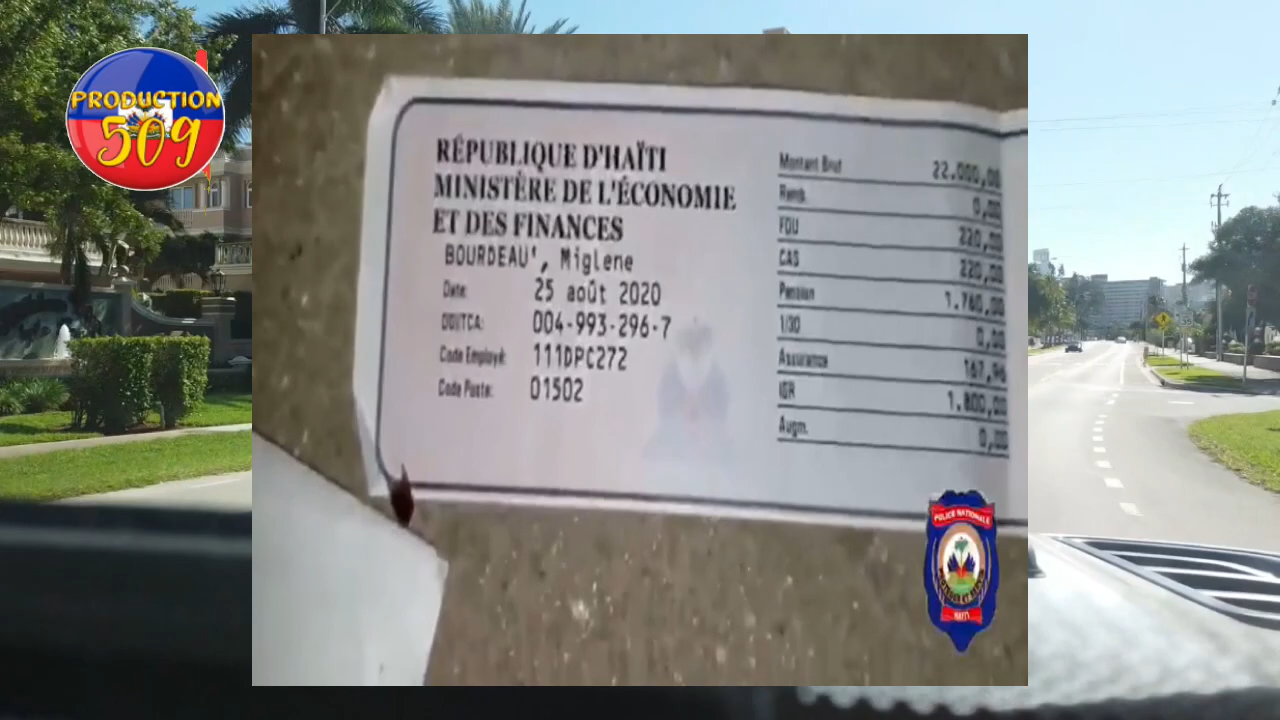 PRODUCTION
509
RÉPUBLIQUE D'HAÏTI
MINISTÈRE DE L'ÉCONOMIE
ET DES FINANCES
BOURDEAU', Miglene
Date: 25 août 2020
004-993-296-7
Code Employé: 111DPC272
Code Poste: 01502
Montant Brut 22.000,00
Remb. 0,00
FDU 220,00
CAS 220,00
Pension 1.760,00
1/30 0,00
Assurance 167,96
IGR 1.800,00
Augm. 0,00
POLICE NATIONALE
HAITI